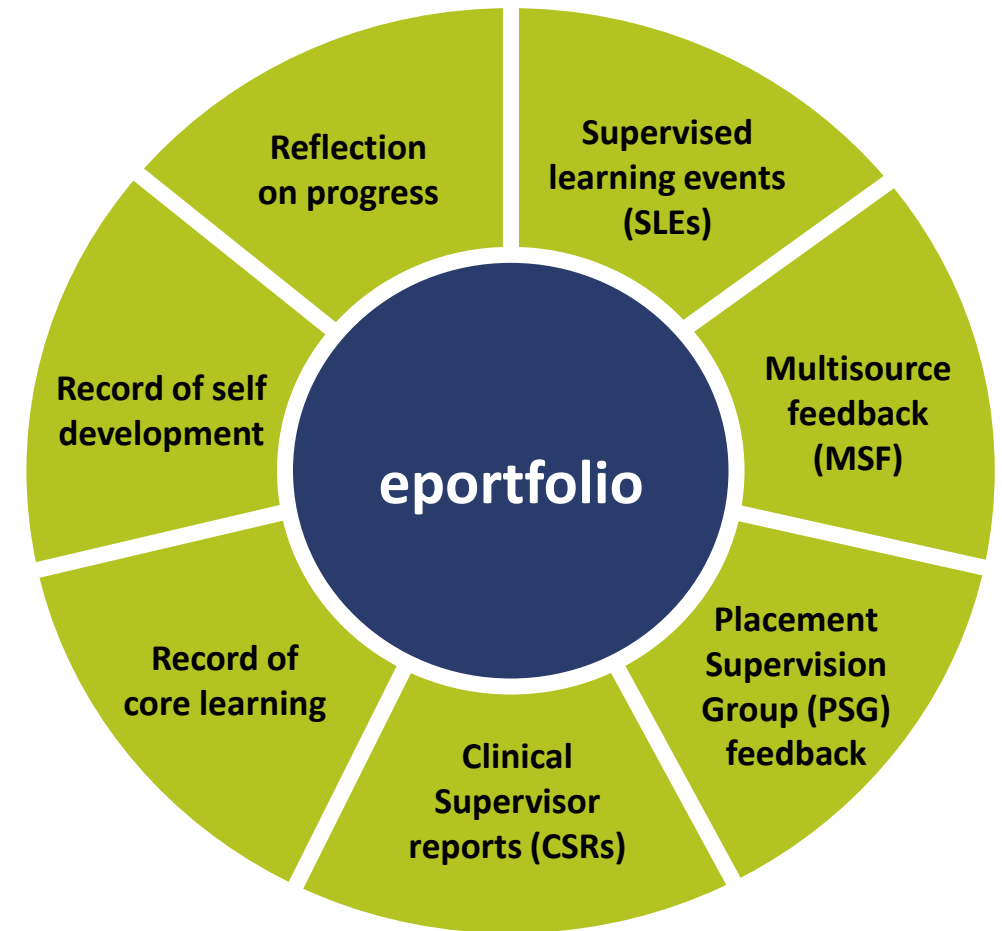 Reflection
on progress
Supervised
learning events
(SLEs)
Multisource
feedback
(MSF)
Placement
Supervision
Group (PSG)
feedback
Clinical
Supervisor
reports (CSRs)
Record of
core learning
Record of self
development
eportfolio